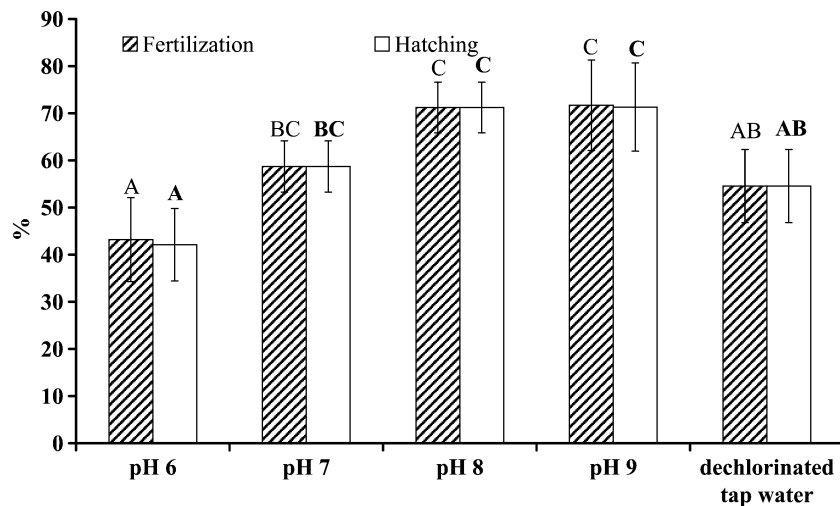 90
80
70
60
50
40
30
20
10
0
%
Fertilization
Hatching
A A
BC BC
C C
C C
AB AB
pH 6
pH 7
pH 8
pH 9
dechlorinated
tap water